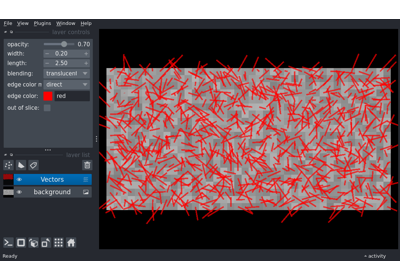 File View Plugins Window Help
layer controls
opacity: 0.70
width: 0.20
length: 2.50
blending: translucent
edge color m direct
edge color: red
out of slice:
layer list
Vectors
background
Ready
activity